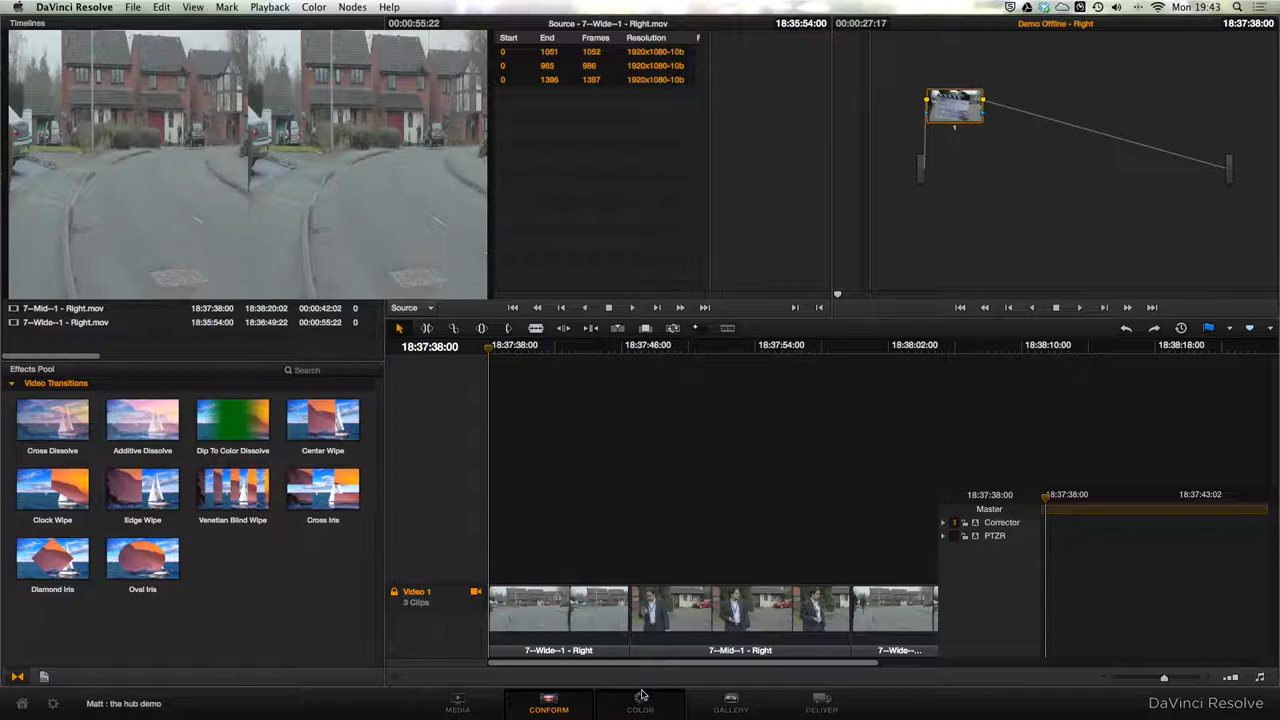 DaVinci Resolve File Edit View Mark Color Playback Nodes Help Mon 19:43
Timelines
00:00:55:22 Source - 7--Wide--1 - Right.mov 18:35:54:00
00:00:27:17 Demo Offline - Right 18:37:38:00
Start End Frames Resolution F
0 1051 1052 1920x1080-10b
0 985 986 1920x1080-10b
0 1396 1397 1920x1080-10b
1
7--Mid--1 - Right.mov 18:37:38:00 18:38:20:02 00:00:42:02 0
7--Wide--1 - Right.mov 18:35:54:00 18:36:49:22 00:00:55:22 0
Source
18:37:38:00
18:37:38:00 18:37:46:00 18:37:54:00 18:38:02:00 18:38:10:00 18:38:18:00
Effects Pool Search
Video Transitions
Cross Dissolve Additive Dissolve Dip To Color Dissolve Center Wipe
Clock Wipe Edge Wipe Venetian Blind Wipe Cross Iris
Diamond Iris Oval Iris
18:37:38:00 18:37:38:00 18:37:43:02
Master
1 Corrector
PTZR
Video 1
3 Clips
7--Wide--1 - Right 7--Mid--1 - Right 7--Wide--...
Matt : the hub demo
MEDIA CONFORM COLOR GALLERY DELIVER
DaVinci Resolve